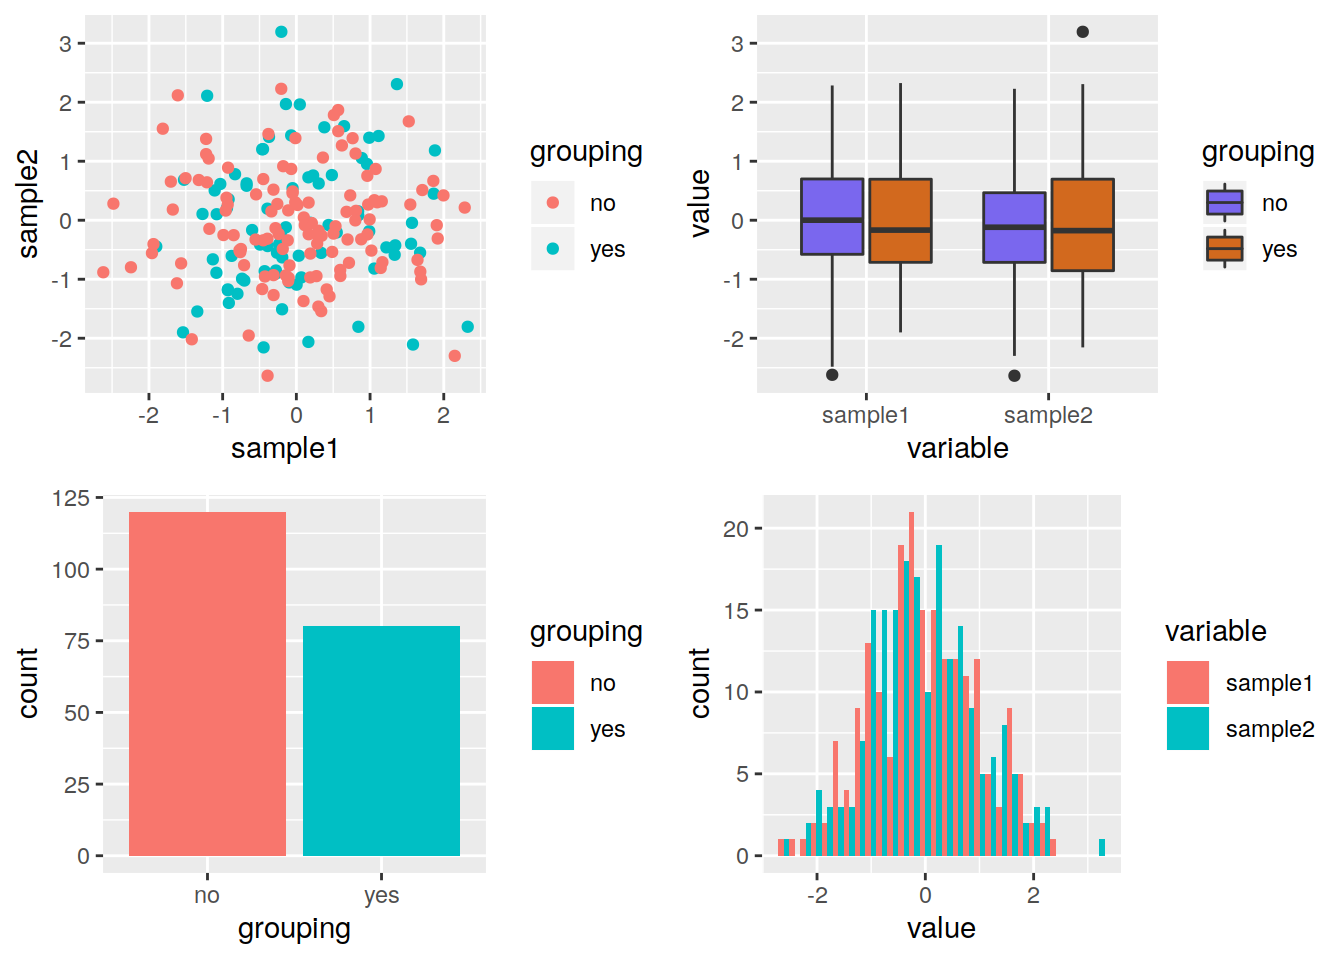 3
2
1
0
-1
-2
sample2
-2 -1 0 1 2
sample1
grouping
no
yes
3
2
1
0
-1
-2
value
sample1 sample2
variable
grouping
no
yes
125
100
75
50
25
0
count
no yes
grouping
grouping
no
yes
20
15
10
5
0
count
-2 0 2
value
variable
sample1
sample2